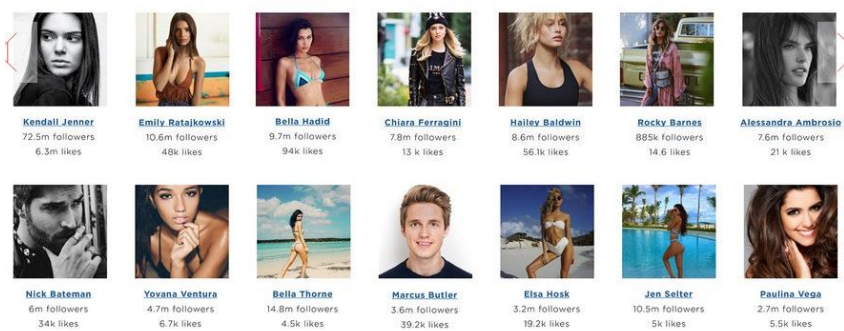 Kendall Jenner
72.5m followers
6.3m likes
Emily Ratajkowski
10.6m followers
48k likes
Bella Hadid
9.7m followers
94k likes
Chiara Ferragini
7.8m followers
13 k likes
Hailey Baldwin
8.6m followers
56.1k likes
Rocky Barnes
885k followers
14.6 likes
Alessandra Ambrosio
7.6m followers
21 k likes
Nick Bateman
6m followers
34k likes
Yovana Ventura
4.7m followers
6.7k likes
Bella Thorne
14.8m followers
4.5k likes
Marcus Butler
3.6m followers
39.2k likes
Elsa Hosk
3.2m followers
19.2k likes
Jen Selter
10.5m followers
5k likes
Paulina Vega
2.7m followers
5.5k likes